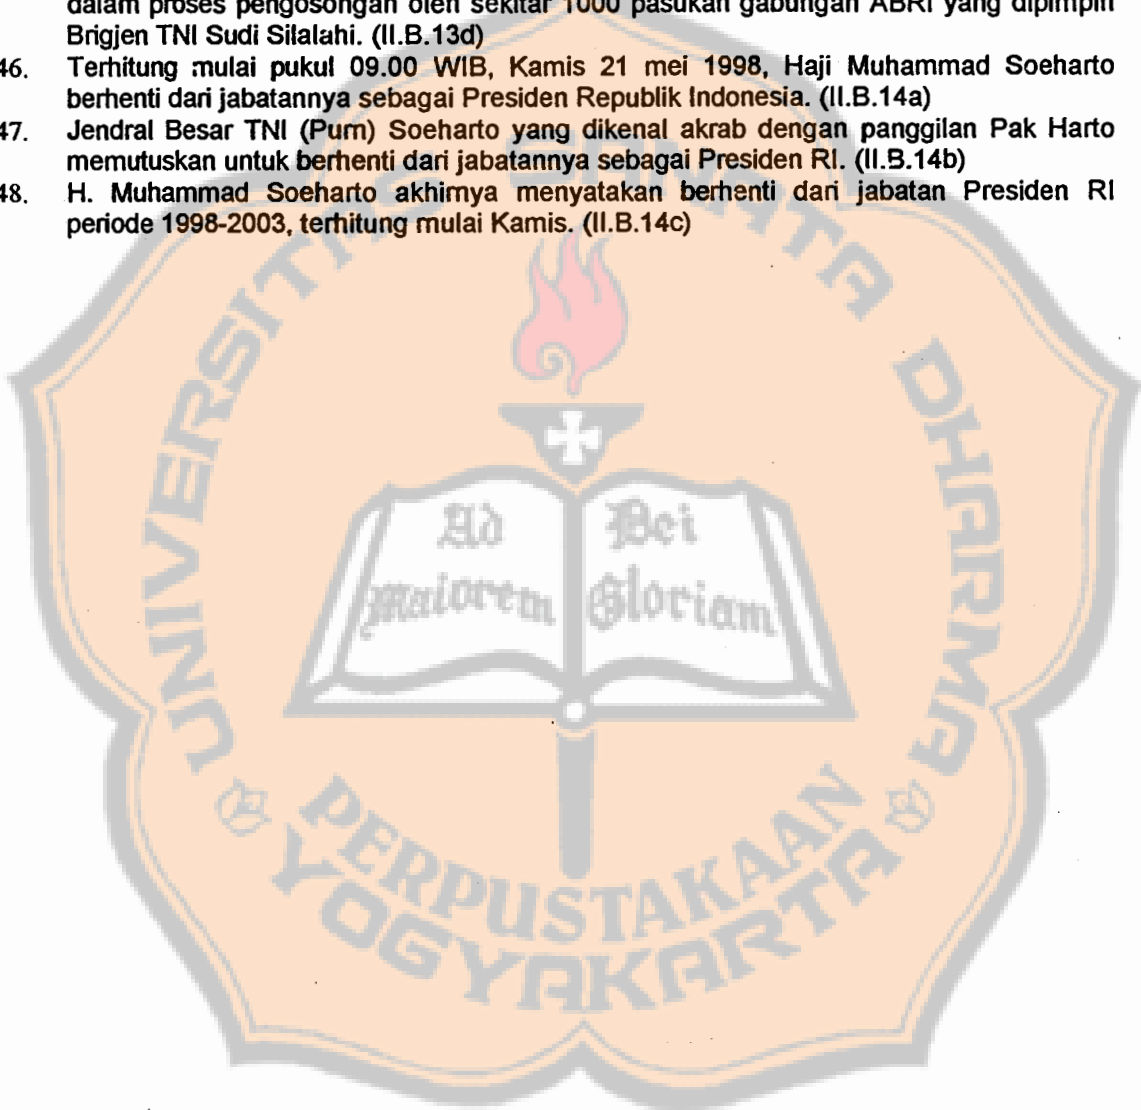 dalam proses pengosongan oleh sekitar 1000 pasukan gabungan ABRI yang dipimpin
Brigjen TNI Sudi Silalahi. (II.B.13d)
46. Terhitung mulai pukul 09.00 WIB, Kamis 21 mei 1998, Haji Muhammad Soeharto
berhenti dari jabatannya sebagai Presiden Republik Indonesia. (II.B.14a)
47. Jendral Besar TNI (Purn) Soeharto yang dikenal akrab dengan panggilan Pak Harto
memutuskan untuk berhenti dari jabatannya sebagai Presiden RI. (II.B.14b)
48. H. Muhammad Soeharto akhirnya menyatakan berhenti dari jabatan Presiden RI
periode 1998-2003, terhitung mulai Kamis. (II.B.14c)
UNIVERSITAS SANATA DHARMA
Ad Dei
maiorem Gloriam
PERPUSTAKAAN
YOGYAKARTA